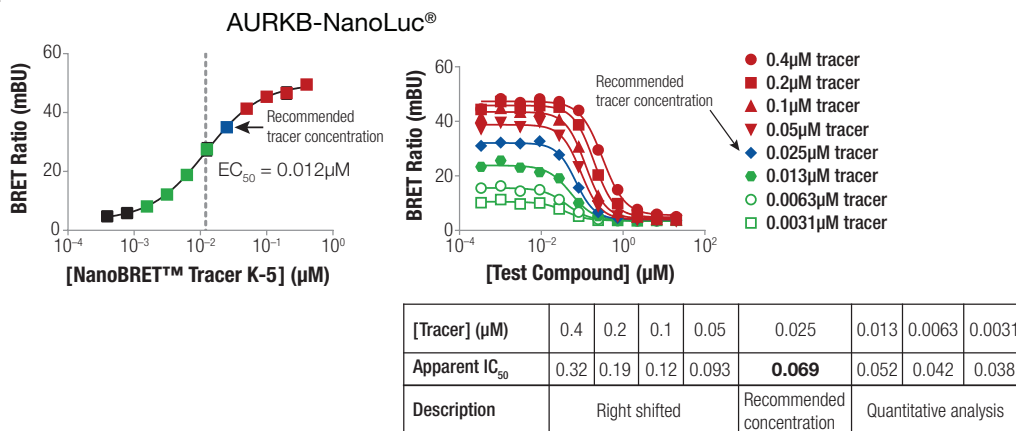 AURKB-NanoLuc®
BRET Ratio (mBU)
60
40
20
0
Recommended
tracer concentration
EC50 = 0.012µM
10⁻⁴ 10⁻³ 10⁻² 10⁻¹ 10⁰
[NanoBRET™ Tracer K-5] (µM)
BRET Ratio (mBU)
60
40
20
0
Recommended
tracer concentration
10⁻⁴ 10⁻² 10⁰ 10²
[Test Compound] (µM)
0.4µM tracer
0.2µM tracer
0.1µM tracer
0.05µM tracer
0.025µM tracer
0.013µM tracer
0.0063µM tracer
0.0031µM tracer
[Tracer] (µM) 0.4 0.2 0.1 0.05 0.025 0.013 0.0063 0.0031
Apparent IC50 0.32 0.19 0.12 0.093 0.069 0.052 0.042 0.038
Description Right shifted Recommended concentration Quantitative analysis